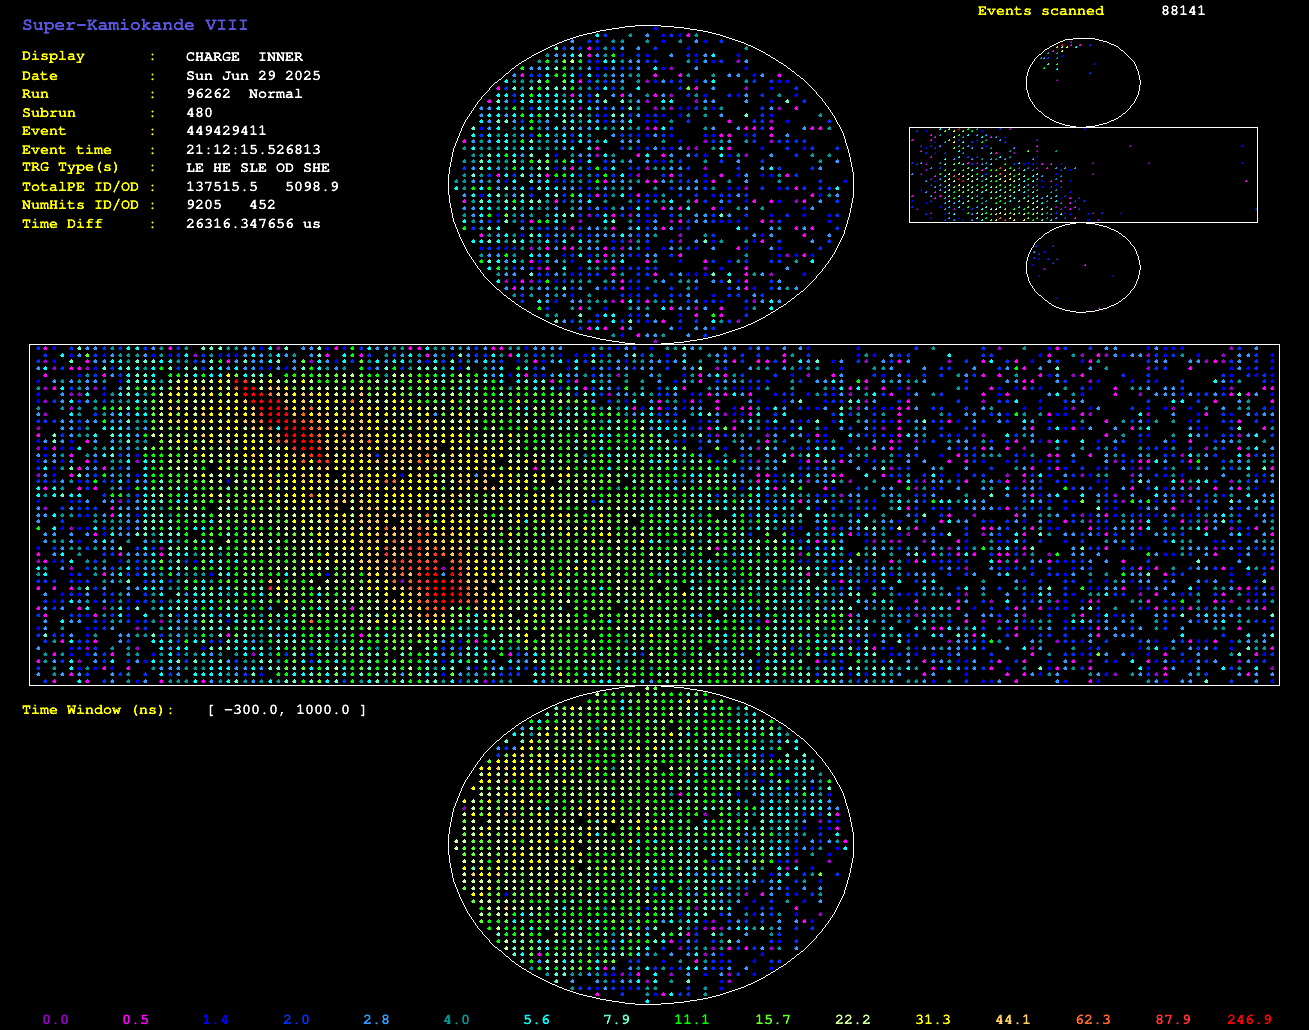 Super-Kamiokande VIII
Events scanned 88141
Display : CHARGE INNER
Date : Sun Jun 29 2025
Run : 96262 Normal
Subrun : 480
Event : 449429411
Event time : 21:12:15.526813
TRG Type(s) : LE HE SLE OD SHE
TotalPE ID/OD : 137515.5 5098.9
NumHits ID/OD : 9205 452
Time Diff : 26316.347656 us
Time Window (ns): [ -300.0, 1000.0 ]
0.0 0.5 1.4 2.0 2.8 4.0 5.6 7.9 11.1 15.7 22.2 31.3 44.1 62.3 87.9 246.9